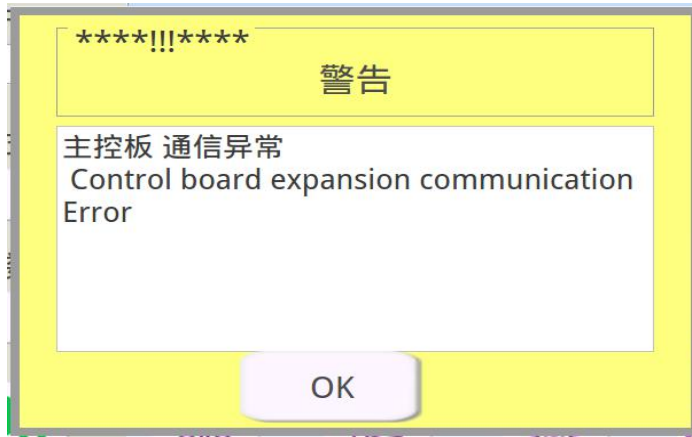 ****!!!****
警告
主控板 通信异常
Control board expansion communication
Error
OK